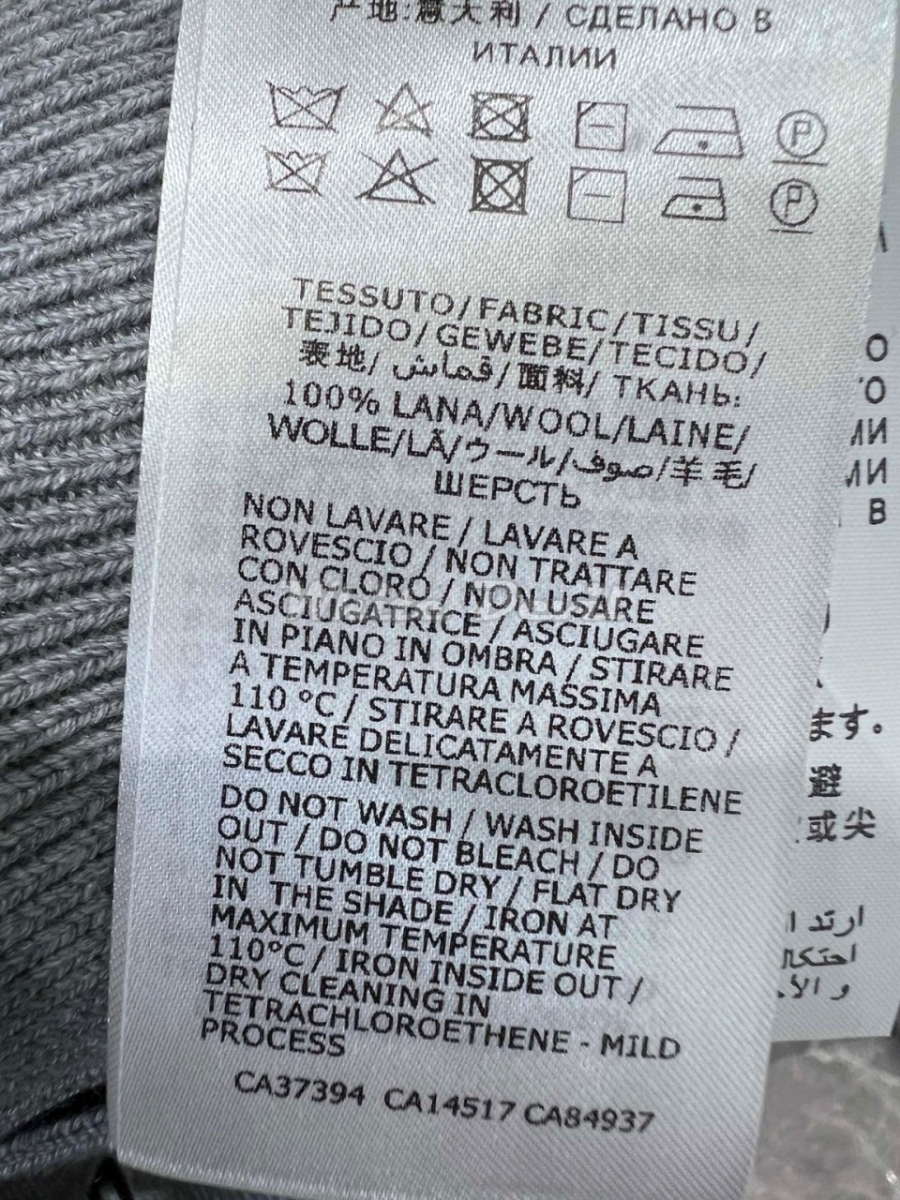 产地:意大利 / СДЕЛАНО В
ИТАЛИИ
P
P
TESSUTO/FABRIC/TISSU/
TEJIDO/GEWEBE/TECIDO/
表地/ قماش/面料/ ТКАНЬ:
100% LANA/WOOL/LAINE/
WOLLE/LÃ/ウール/صوف/羊毛/
ШЕРСТЬ
NON LAVARE / LAVARE A
ROVESCIO / NON TRATTARE
CON CLORO / NON USARE
ASCIUGATRICE / ASCIUGARE
IN PIANO IN OMBRA / STIRARE
A TEMPERATURA MASSIMA
110 °C / STIRARE A ROVESCIO /
LAVARE DELICATAMENTE A
SECCO IN TETRACLOROETILENE
DO NOT WASH / WASH INSIDE
OUT / DO NOT BLEACH / DO
NOT TUMBLE DRY / FLAT DRY
IN THE SHADE / IRON AT
MAXIMUM TEMPERATURE
110°C / IRON INSIDE OUT /
DRY CLEANING IN
TETRACHLOROETHENE - MILD
PROCESS
CA37394 CA14517 CA84937
О
О
МИ
МИ
В
ます。
避
或尖
ارتد ا
و الأ